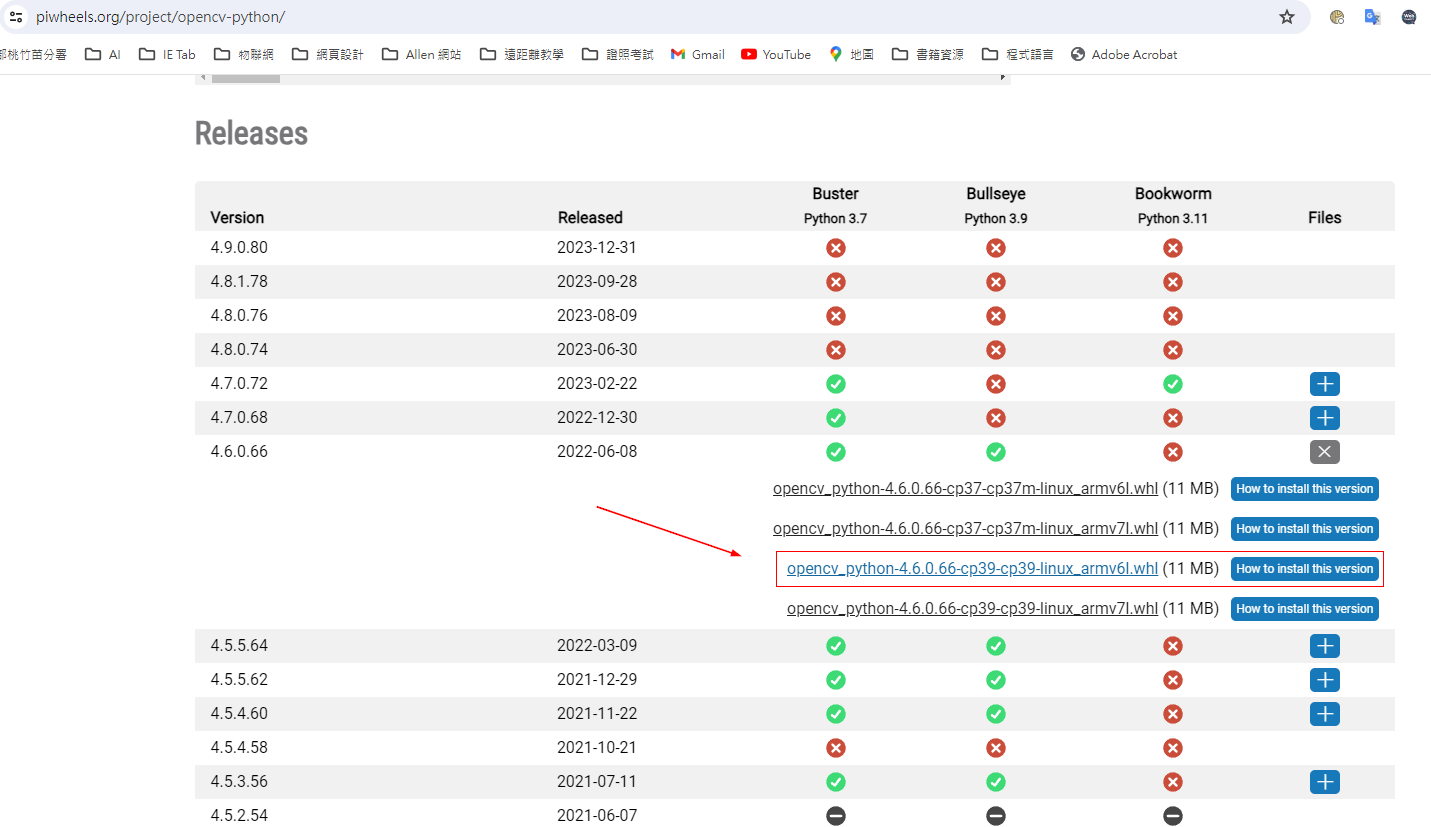 piwheels.org/project/opencv-python/
桃竹苗分署 AI IE Tab 物聯網 網頁設計 Allen 網站 遠距離教學 證照考試 Gmail YouTube 地圖 書籍資源 程式語言 Adobe Acrobat
Releases
Buster Bullseye Bookworm
Version Released Python 3.7 Python 3.9 Python 3.11 Files
4.9.0.80 2023-12-31
4.8.1.78 2023-09-28
4.8.0.76 2023-08-09
4.8.0.74 2023-06-30
4.7.0.72 2023-02-22
4.7.0.68 2022-12-30
4.6.0.66 2022-06-08
opencv_python-4.6.0.66-cp37-cp37m-linux_armv6l.whl (11 MB) How to install this version
opencv_python-4.6.0.66-cp37-cp37m-linux_armv7l.whl (11 MB) How to install this version
opencv_python-4.6.0.66-cp39-cp39-linux_armv6l.whl (11 MB) How to install this version
opencv_python-4.6.0.66-cp39-cp39-linux_armv7l.whl (11 MB) How to install this version
4.5.5.64 2022-03-09
4.5.5.62 2021-12-29
4.5.4.60 2021-11-22
4.5.4.58 2021-10-21
4.5.3.56 2021-07-11
4.5.2.54 2021-06-07